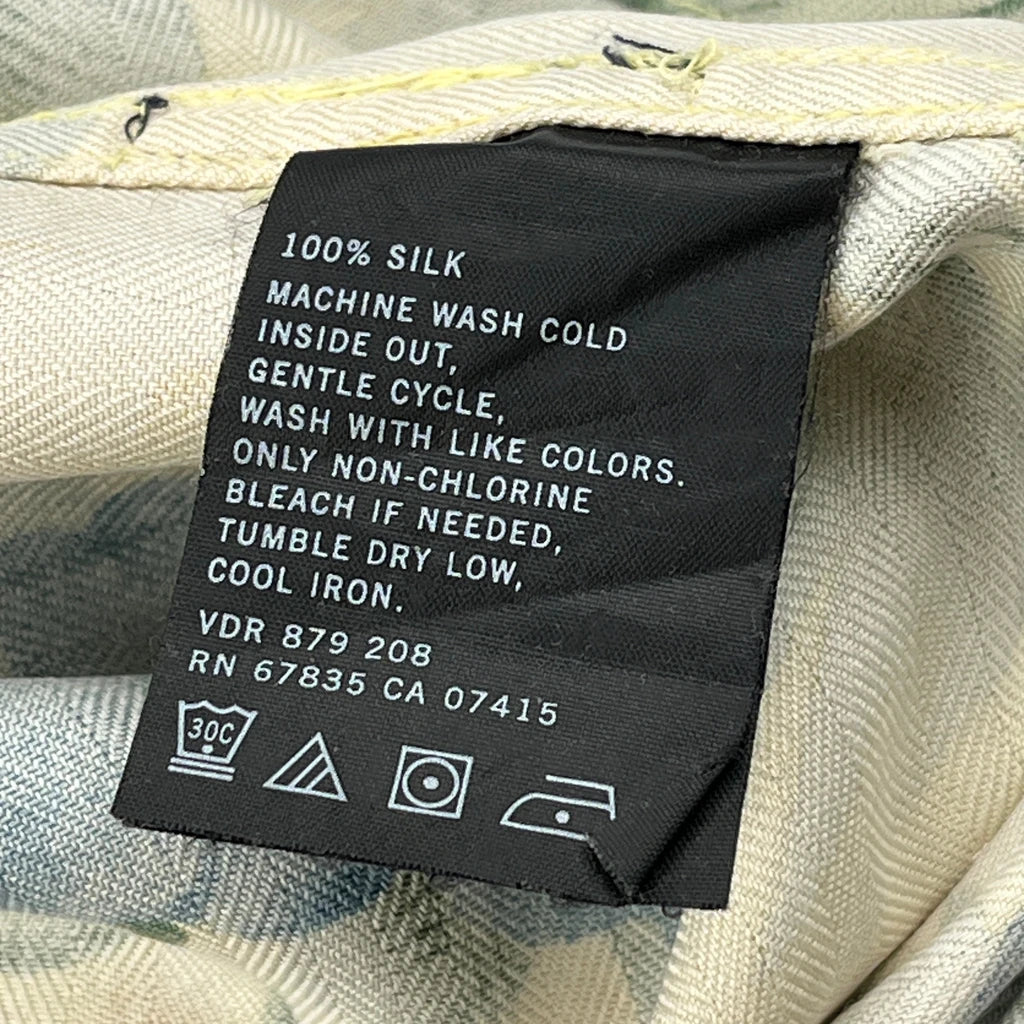 100% SILK
MACHINE WASH COLD
INSIDE OUT,
GENTLE CYCLE,
WASH WITH LIKE COLORS.
ONLY NON-CHLORINE
BLEACH IF NEEDED,
TUMBLE DRY LOW,
COOL IRON.
VDR 879 208
RN 67835 CA 07415
30C